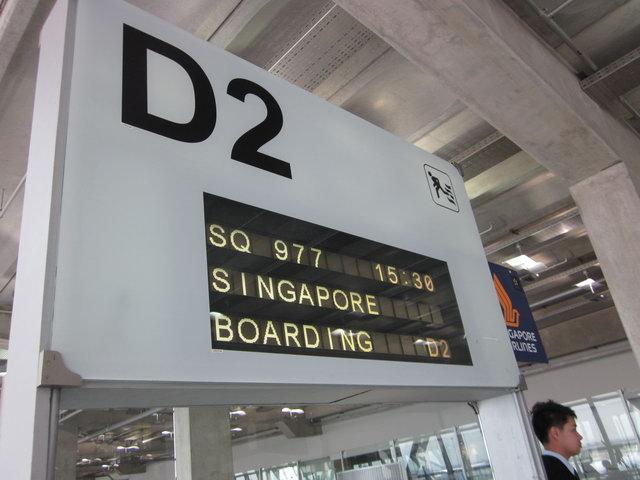 D2
SQ 977 15:30
SINGAPORE
BOARDING D2
GAPORE
RLINES